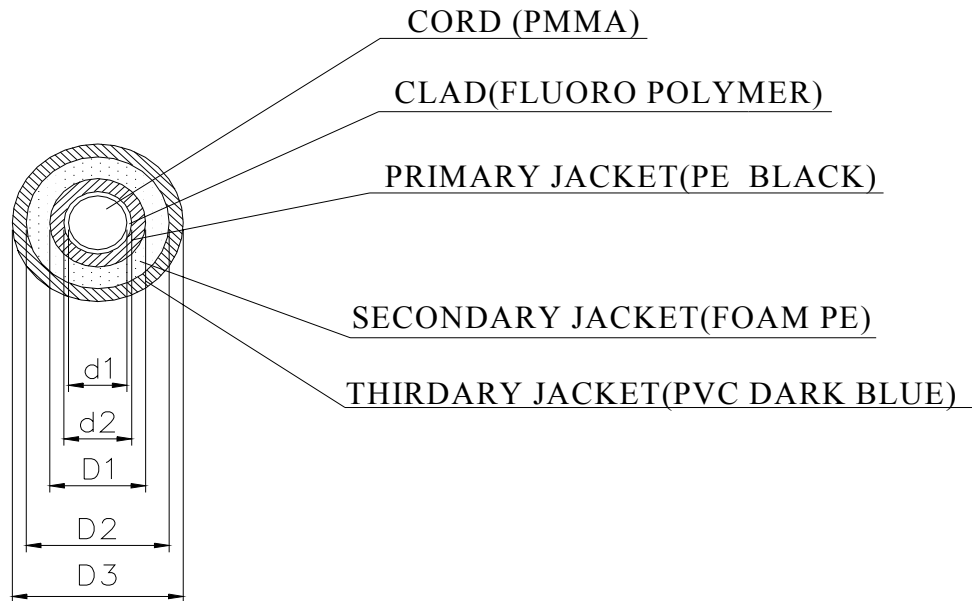 CORD (PMMA)
CLAD(FLUORO POLYMER)
PRIMARY JACKET(PE BLACK)
SECONDARY JACKET(FOAM PE)
THIRDARY JACKET(PVC DARK BLUE)
d1
d2
D1
D2
D3